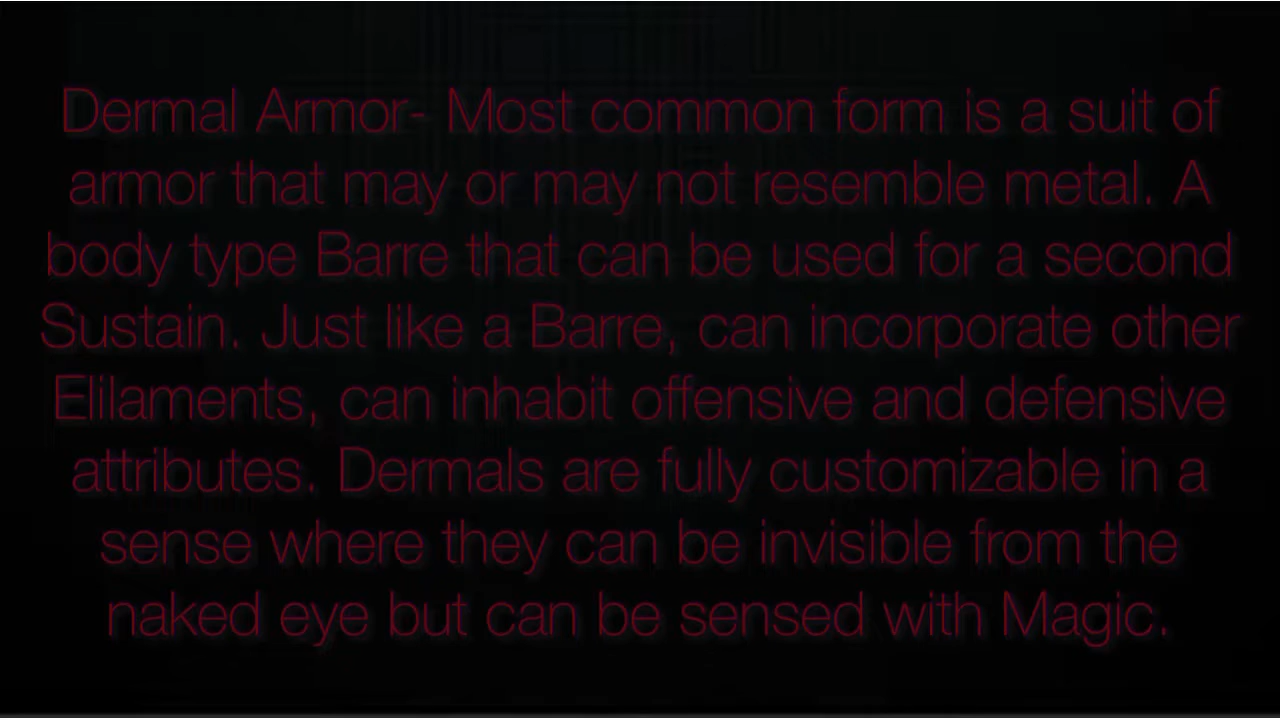 Dermal Armor- Most common form is a suit of
armor that may or may not resemble metal. A
body type Barre that can be used for a second
Sustain. Just like a Barre, can incorporate other
Elilaments, can inhabit offensive and defensive
attributes. Dermals are fully customizable in a
sense where they can be invisible from the
naked eye but can be sensed with Magic.